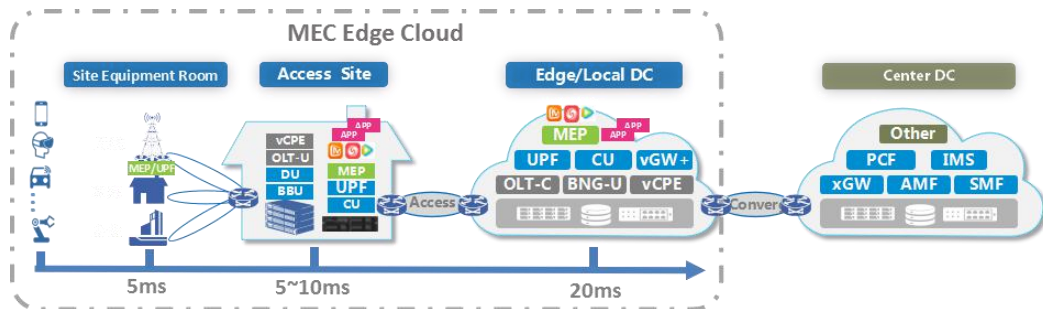 MEC Edge Cloud
Site Equipment Room
Access Site
Edge/Local DC
Center DC
MEP/UPF
vCPE
OLT-U
DU
BBU
APP
APP
MEP
UPF
CU
Access
APP
APP
MEP
UPF CU vGW+
OLT-C BNG-U vCPE
Converg
Other
PCF IMS
xGW AMF SMF
5ms
5~10ms
20ms